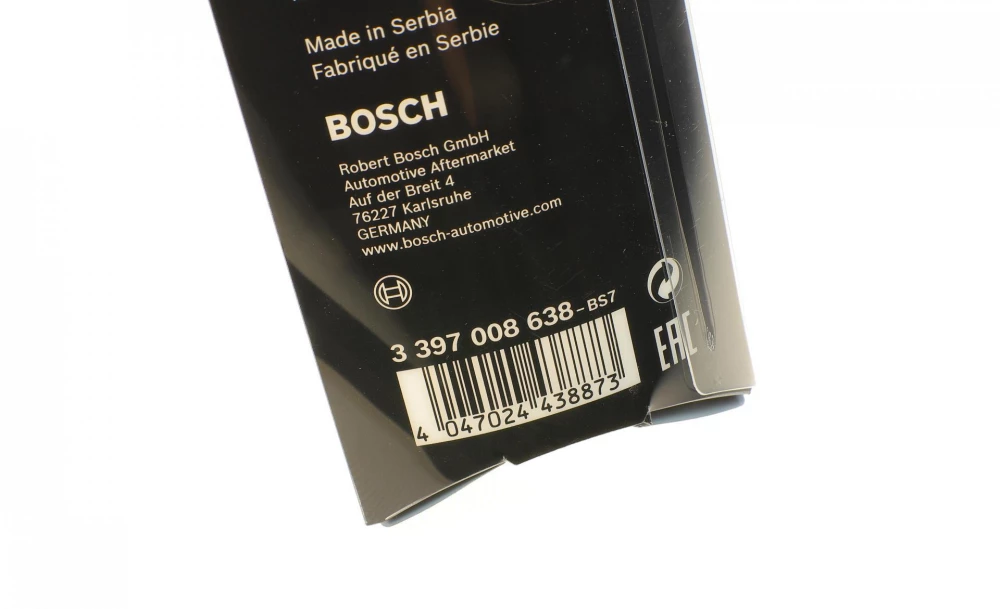 Made in Serbia
Fabriqué en Serbie
BOSCH
Robert Bosch GmbH
Automotive Aftermarket
Auf der Breit 4
76227 Karlsruhe
GERMANY
www.bosch-automotive.com
3 397 008 638-BS7
4 047024 438873
EAC